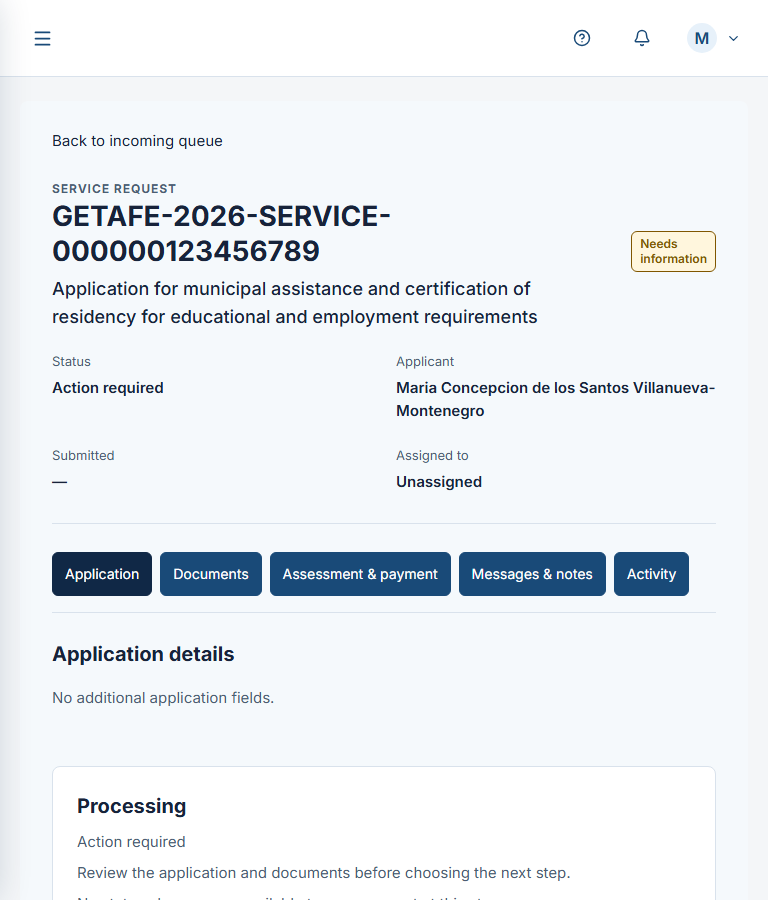 M
Back to incoming queue
SERVICE REQUEST
GETAFE-2026-SERVICE-
000000123456789
Needs
information
Application for municipal assistance and certification of
residency for educational and employment requirements
Status
Action required
Applicant
Maria Concepcion de los Santos Villanueva-
Montenegro
Submitted
—
Assigned to
Unassigned
Application
Documents
Assessment & payment
Messages & notes
Activity
Application details
No additional application fields.
Processing
Action required
Review the application and documents before choosing the next step.